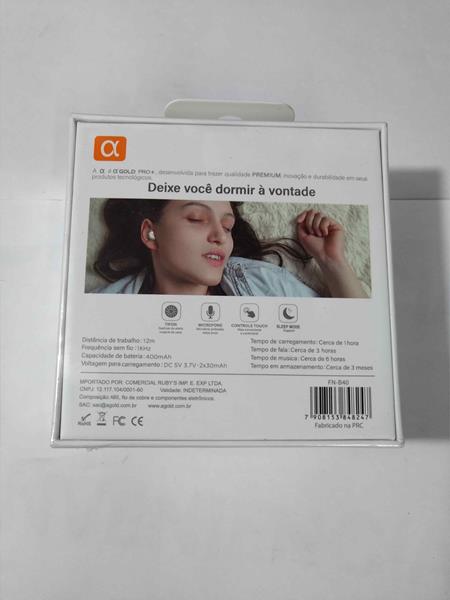 α
A α é α GOLD PRO+, desenvolvida para trazer qualidade PREMIUM, inovação e durabilidade em seus
produtos tecnológicos.
Deixe você dormir à vontade
MICROFONE
CONTROLE TOUCH
SLEEP MODE
Distância de trabalho: 12m
Frequência sem fio: 1KHz
Capacidade de bateria: 400mAh
Voltagem para carregamento: DC 5V 3.7V-2x30mAh
Tempo de carregamento: Cerca de 1 hora
Tempo de fala: Cerca de 3 horas
Tempo de musica: Cerca de 6 horas
Tempo em armazenamento: Cerca de 3 meses
IMPORTADO POR: COMERCIAL RUBY'S IMP. E. EXP LTDA.
CNPJ: 12.117.104/0001-60 Validade: INDETERMINADA
Composição: ABS, fio de cobre e componentes eletrônicos.
SAC: sac@agold.com.br www.agold.com.br
RoHS FC CE
FN-B40
7 908153 848247
Fabricado na PRC